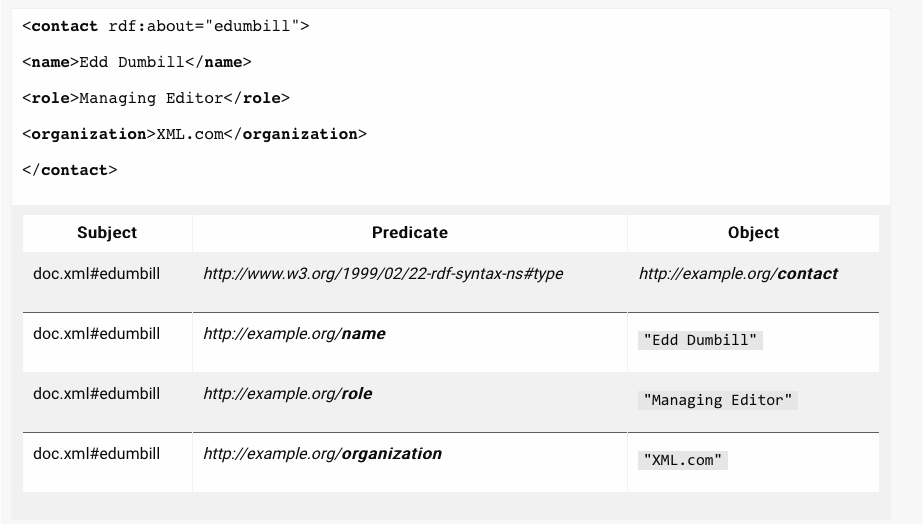 <contact rdf:about="edumbill">
<name>Edd Dumbill</name>
<role>Managing Editor</role>
<organization>XML.com</organization>
</contact>
Subject Predicate Object
doc.xml#edumbill http://www.w3.org/1999/02/22-rdf-syntax-ns#type http://example.org/contact
doc.xml#edumbill http://example.org/name "Edd Dumbill"
doc.xml#edumbill http://example.org/role "Managing Editor"
doc.xml#edumbill http://example.org/organization "XML.com"